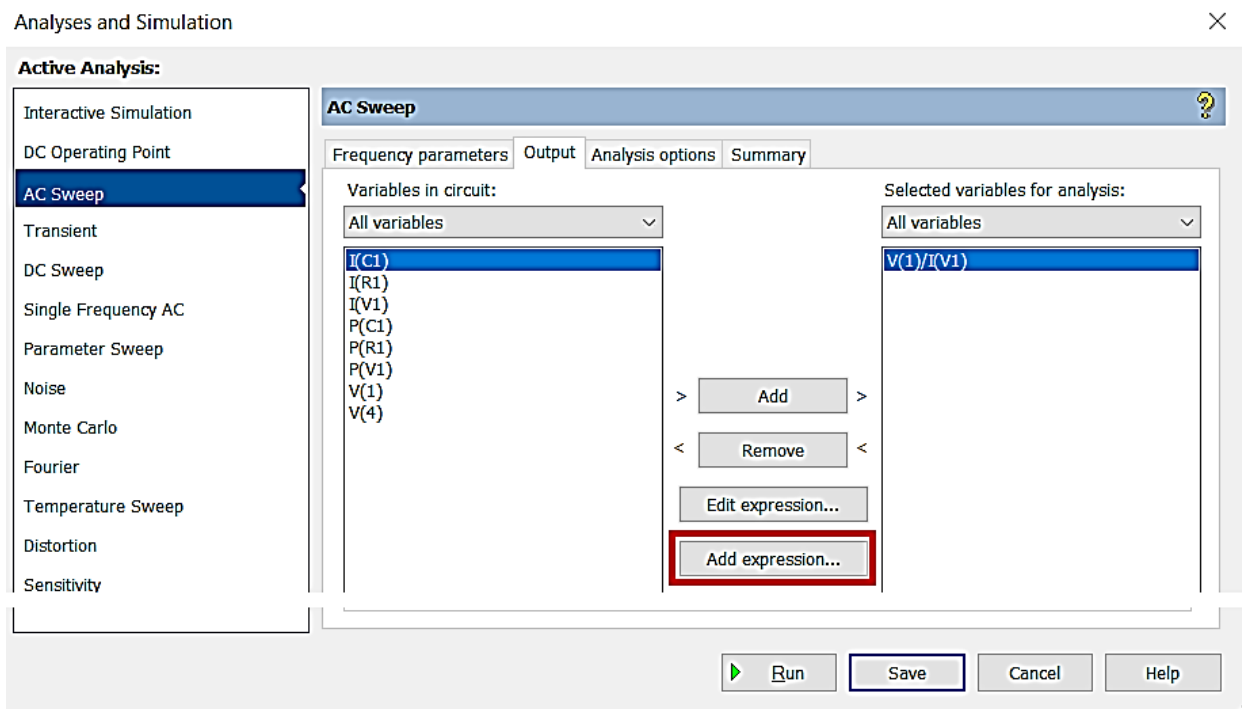 Analyses and Simulation
Active Analysis:
Interactive Simulation
DC Operating Point
AC Sweep
Transient
DC Sweep
Single Frequency AC
Parameter Sweep
Noise
Monte Carlo
Fourier
Temperature Sweep
Distortion
Sensitivity
AC Sweep
Frequency parameters Output Analysis options Summary
Variables in circuit:
All variables
I(C1)
I(R1)
I(V1)
P(C1)
P(R1)
P(V1)
V(1)
V(4)
> Add >
< Remove <
Edit expression...
Add expression...
Selected variables for analysis:
All variables
V(1)/I(V1)
Run Save Cancel Help